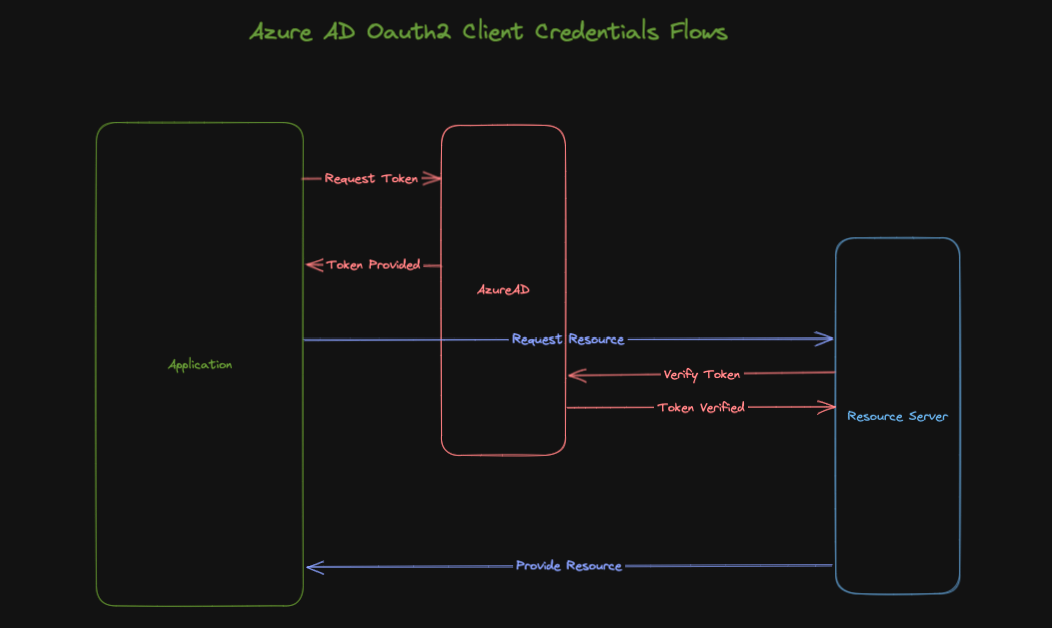 Azure AD Oauth2 Client Credentials Flows
Request Token
Token Provided
AzureAD
Request Resource
Application
Verify Token
Token Verified
Resource Server
Provide Resource